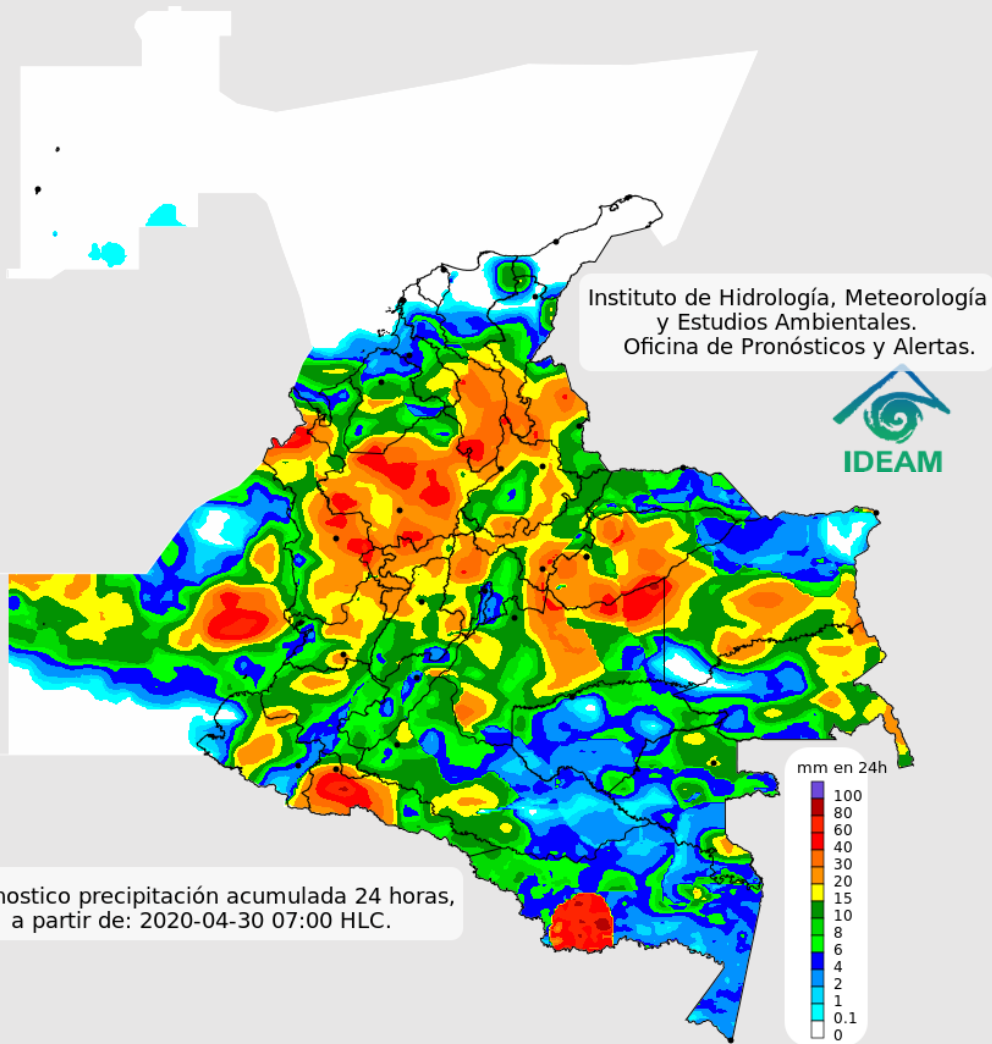 Instituto de Hidrología, Meteorología
y Estudios Ambientales.
Oficina de Pronósticos y Alertas.
IDEAM
mm en 24h
100
80
60
40
30
20
15
10
8
6
4
2
1
0.1
0
nostico precipitación acumulada 24 horas,
a partir de: 2020-04-30 07:00 HLC.